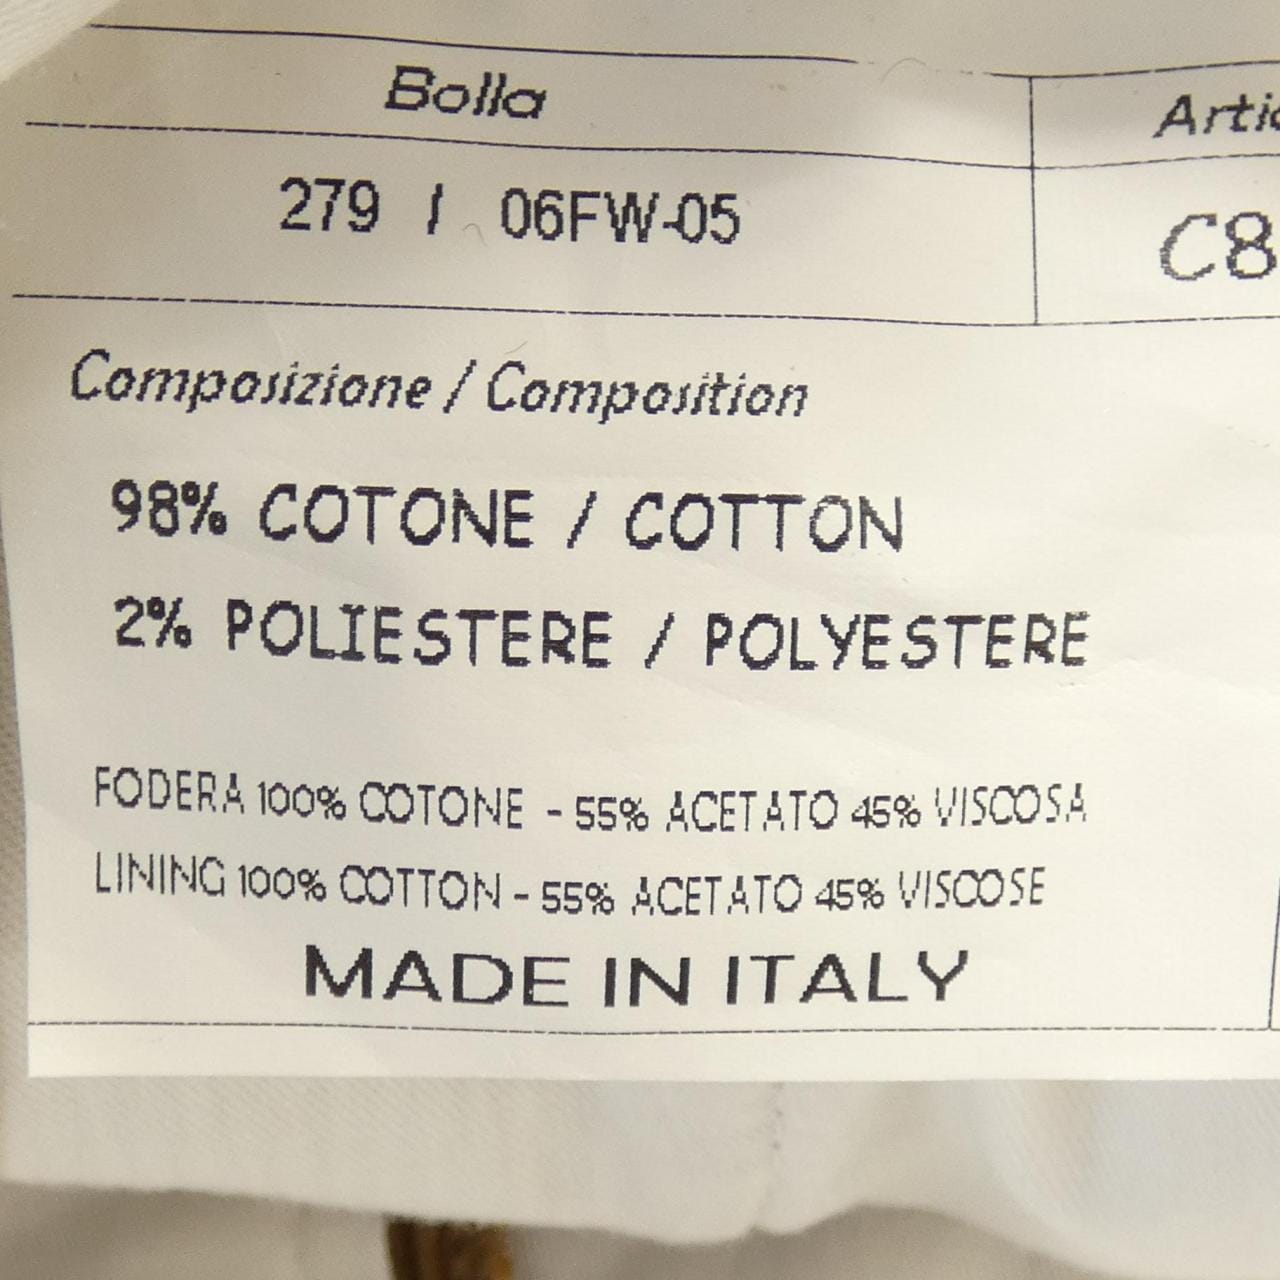 Bolla
279 / 06FW-05
C8
Composizione / Composition
98% COTONE / COTTON
2% POLIESTERE / POLYESTERE
FODERA 100% COTONE - 55% ACETATO 45% VISCOSA
LINING 100% COTTON - 55% ACETATO 45% VISCOSE
MADE IN ITALY